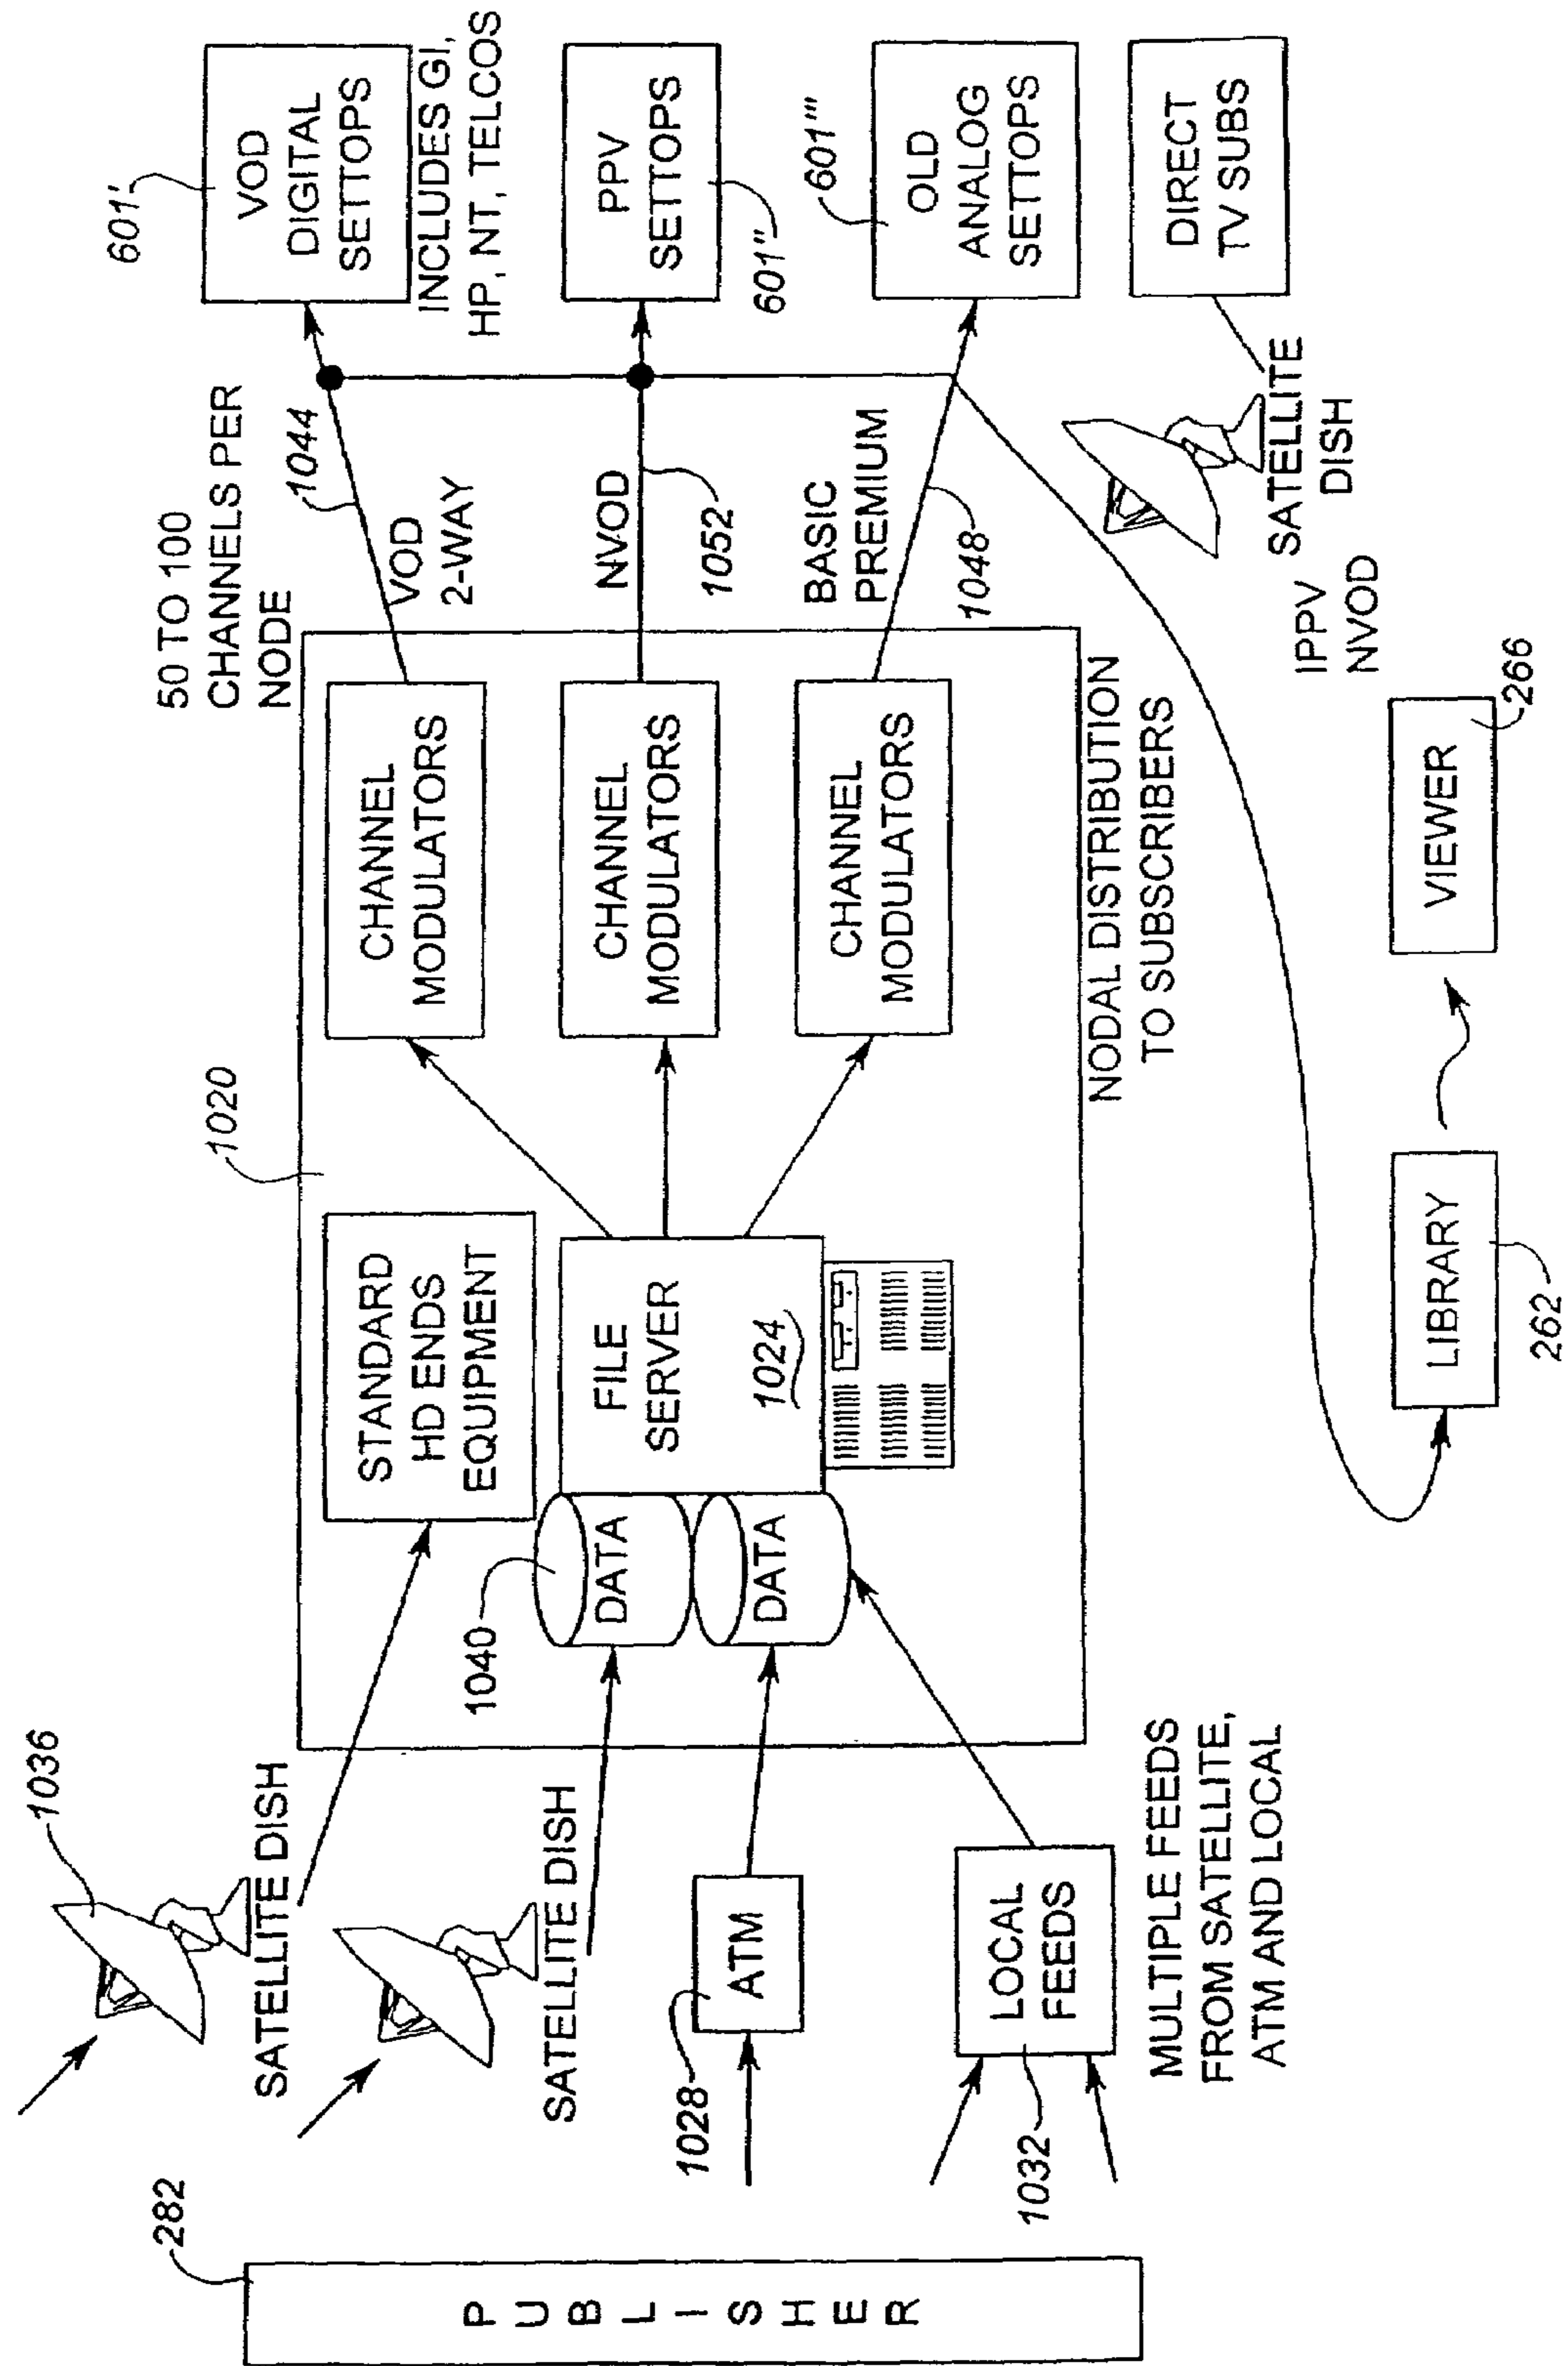 282
PUBLISHER
1036
SATELLITE DISH
SATELLITE DISH
1028
ATM
1032
LOCAL
FEEDS
MULTIPLE FEEDS
FROM SATELLITE,
ATM AND LOCAL
1020
STANDARD
HD ENDS
EQUIPMENT
1040
DATA
DATA
FILE
SERVER
1024
CHANNEL
MODULATORS
CHANNEL
MODULATORS
CHANNEL
MODULATORS
NODAL DISTRIBUTION
TO SUBSCRIBERS
50 TO 100
CHANNELS PER
NODE
1044
VOD
2-WAY
NVOD
1052
BASIC
PREMIUM
1048
601'
VOD
DIGITAL
SETTOPS
INCLUDES GI,
HP, NT, TELCOS
PPV
SETTOPS
601"
601"'
OLD
ANALOG
SETTOPS
DIRECT
TV SUBS
SATELLITE
DISH
IPPV
NVOD
LIBRARY
262
VIEWER
266